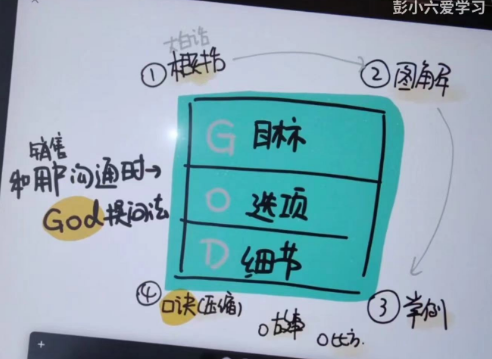 彭小六爱学习
大白话
①概括
②图解
G 目标
O 选项
D 细节
销售
和用户沟通时→
God提问法
③举例
④口诀(压缩)
故事
比方